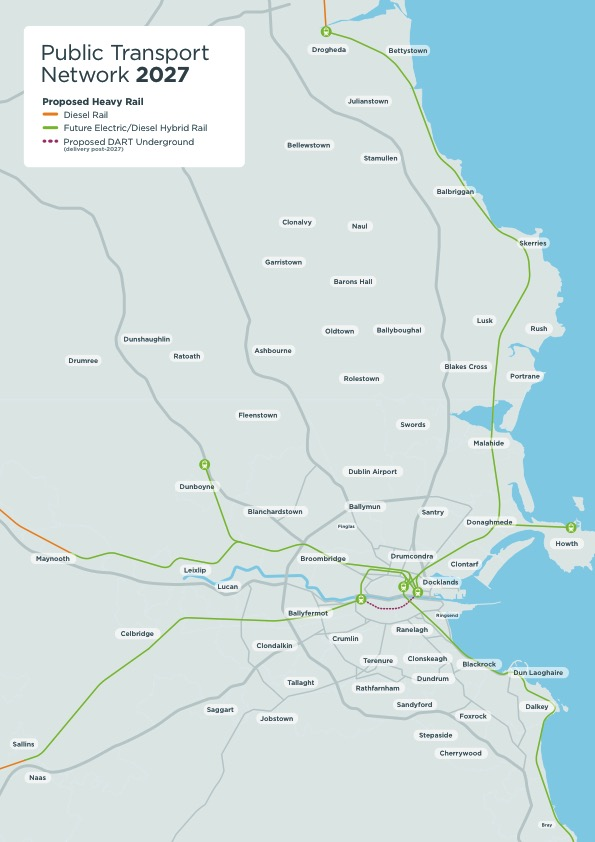 Public Transport
Network 2027
Proposed Heavy Rail
Diesel Rail
Future Electric/Diesel Hybrid Rail
Proposed DART Underground
(delivery post-2027)
Drogheda
Bettystown
Julianstown
Bellewstown
Stamullen
Balbriggan
Clonalvy
Naul
Skerries
Garristown
Barons Hall
Lusk
Rush
Oldtown
Ballyboughal
Dunshaughlin
Ratoath
Ashbourne
Drumree
Blakes Cross
Portrane
Rolestown
Fleenstown
Swords
Malahide
Dublin Airport
Dunboyne
Blanchardstown
Ballymun
Santry
Finglas
Donaghmede
Howth
Maynooth
Broombridge
Drumcondra
Clontarf
Leixlip
Lucan
Docklands
Ballyfermot
Ringsend
Celbridge
Crumlin
Ranelagh
Clondalkin
Terenure
Clonskeagh
Blackrock
Dun Laoghaire
Tallaght
Rathfarnham
Dundrum
Saggart
Jobstown
Sandyford
Foxrock
Dalkey
Stepaside
Cherrywood
Sallins
Naas
Bray